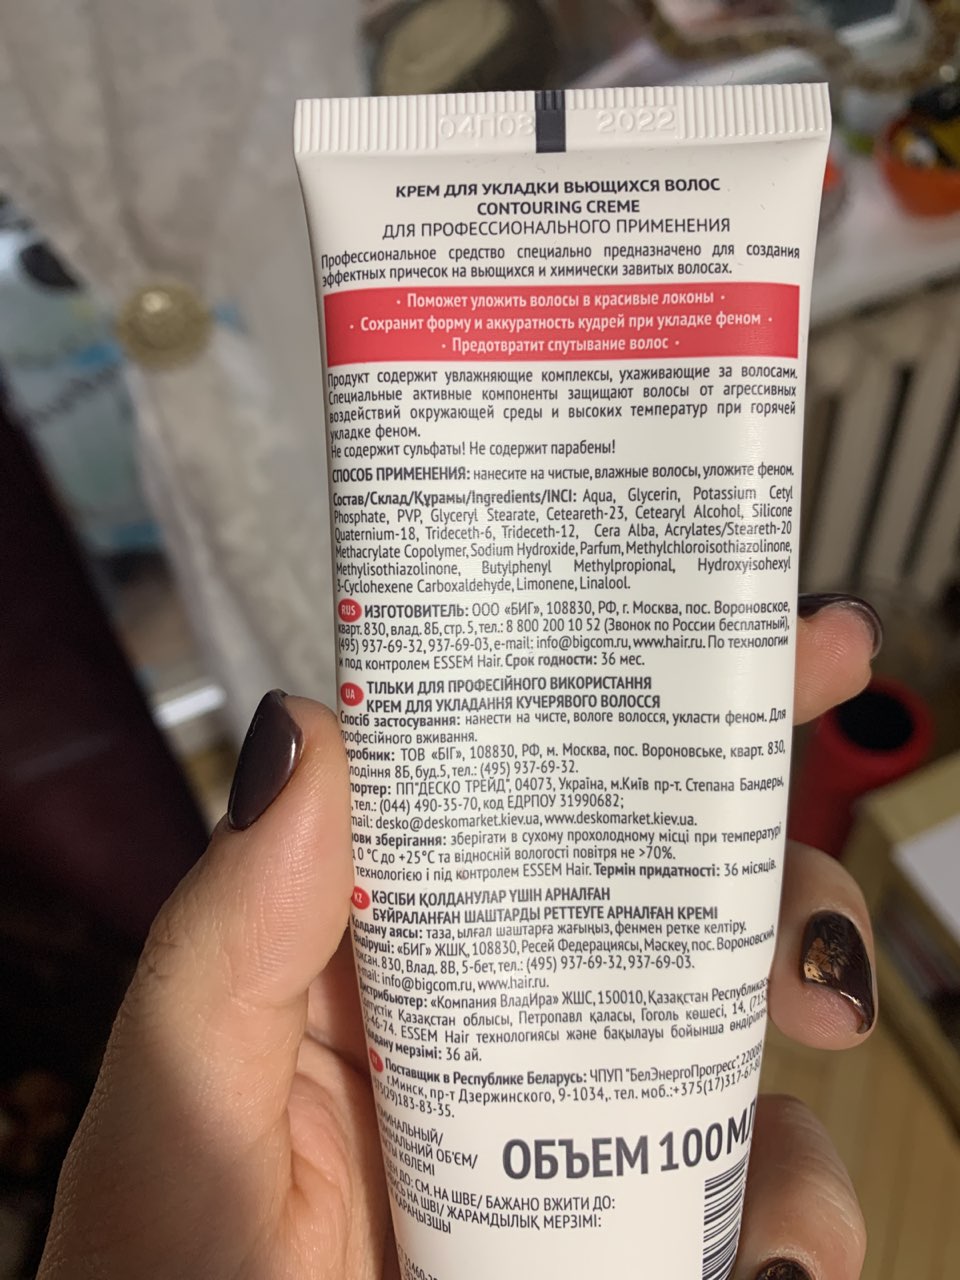 04П08 2022
КРЕМ ДЛЯ УКЛАДКИ ВЬЮЩИХСЯ ВОЛОС
CONTOURING CREME
ДЛЯ ПРОФЕССИОНАЛЬНОГО ПРИМЕНЕНИЯ
Профессиональное средство специально предназначено для создания
эффектных причесок на вьющихся и химически завитых волосах.
· Поможет уложить волосы в красивые локоны ·
· Сохранит форму и аккуратность кудрей при укладке феном ·
· Предотвратит спутывание волос ·
Продукт содержит увлажняющие комплексы, ухаживающие за волосами.
Специальные активные компоненты защищают волосы от агрессивных
воздействий окружающей среды и высоких температур при горячей
укладке феном.
Не содержит сульфаты! Не содержит парабены!
СПОСОБ ПРИМЕНЕНИЯ: нанесите на чистые, влажные волосы, уложите феном.
Состав/Склад/Құрамы/Ingredients/INCI: Aqua, Glycerin, Potassium Cetyl
Phosphate, PVP, Glyceryl Stearate, Ceteareth-23, Cetearyl Alcohol, Silicone
Quaternium-18, Trideceth-6, Trideceth-12, Cera Alba, Acrylates/Steareth-20
Methacrylate Copolymer, Sodium Hydroxide, Parfum, Methylchloroisothiazolinone,
Methylisothiazolinone, Butylphenyl Methylpropional, Hydroxyisohexyl
3-Cyclohexene Carboxaldehyde, Limonene, Linalool.
RUS ИЗГОТОВИТЕЛЬ: ООО «БИГ», 108830, РФ, г. Москва, пос. Вороновское,
кварт. 830, влад. 8Б, стр. 5, тел.: 8 800 200 10 52 (Звонок по России бесплатный),
(495) 937-69-32, 937-69-03, e-mail: info@bigcom.ru, www.hair.ru. По технологии
и под контролем ESSEM Hair. Срок годности: 36 мес.
UA ТІЛЬКИ ДЛЯ ПРОФЕСІЙНОГО ВИКОРИСТАННЯ
КРЕМ ДЛЯ УКЛАДАННЯ КУЧЕРЯВОГО ВОЛОССЯ
Спосіб застосування: нанести на чисте, вологе волосся, укласти феном. Для
професійного вживання.
ТОВ «БІГ», 108830, РФ, м. Москва, пос. Вороновське, кварт. 830,
8Б, буд.5, тел.: (495) 937-69-32.
ПП"ДЕСКО ТРЕЙД", 04073, Україна, м.Київ пр-т. Степана Бандеры,
, тел.: (044) 490-35-70, код ЕДРПОУ 31990682;
desko@deskomarket.kiev.ua, www.deskomarket.kiev.ua.
зберігання: зберігати в сухому прохолодному місці при температурі
0 °С до +25°С та відносній вологості повітря не >70%.
технологією і під контролем ESSEM Hair. Термін придатності: 36 місяців.
KZ КӘСІБИ ҚОЛДАНУЛАР ҮШІН АРНАЛҒАН
БҰЙРАЛАНҒАН ШАШТАРДЫ РЕТТЕУГЕ АРНАЛҒАН КРЕМІ
Қолдану аясы: таза, ылғал шаштарға жағыңыз, фенмен ретке келтіру.
Өндіруші: «БИГ» ЖШҚ, 108830, Ресей Федерациясы, Маскеу, пос. Вороновский,
830, Влад. 8В, 5-бет, тел.: (495) 937-69-32, 937-69-03.
info@bigcom.ru, www.hair.ru.
«Компания ВладИра» ЖШС, 150010, Қазақстан Республикасы
Қазақстан облысы, Петропавл қаласы, Гоголь көшесі, 14,
ESSEM Hair технологиясы және бақылауы бойынша өндірілген
мерзімі: 36 ай.
Поставщик в Республике Беларусь: ЧПУП "БелЭнергоПрогресс",
г.Минск, пр-т Дзержинского, 9-1034,. тел. моб.:+375(17)317-67-
183-83-35.
ОБ'ЄМ/
КӨЛЕМІ
ОБЪЕМ 100МЛ
ДО: СМ. НА ШВЕ/ БАЖАНО ВЖИТИ ДО:
НА ШВІ/ ЖАРАМДЫЛЫҚ МЕРЗІМІ:
ҚАРАҢЫЗШЫ